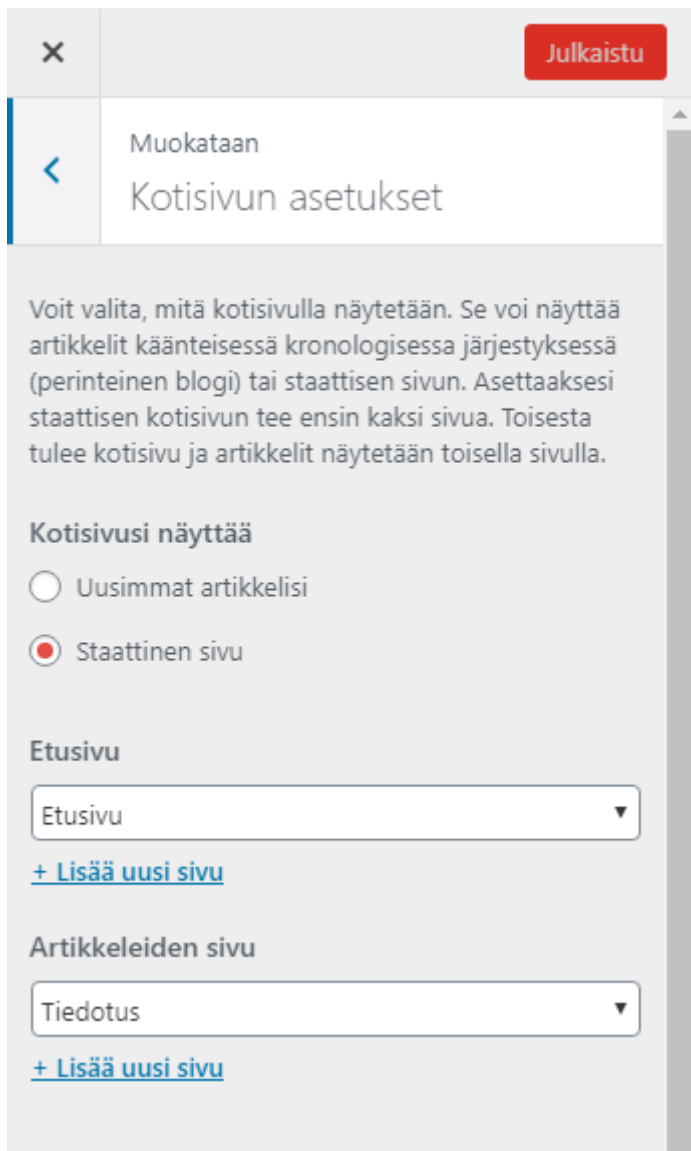 Julkaistu
Muokataan
Kotisivun asetukset
Voit valita, mitä kotisivulla näytetään. Se voi näyttää
artikkelit käänteisessä kronologisessa järjestyksessä
(perinteinen blogi) tai staattisen sivun. Asettaaksesi
staattisen kotisivun tee ensin kaksi sivua. Toisesta
tulee kotisivu ja artikkelit näytetään toisella sivulla.
Kotisivusi näyttää
Uusimmat artikkelisi
Staattinen sivu
Etusivu
Etusivu
+ Lisää uusi sivu
Artikkeleiden sivu
Tiedotus
+ Lisää uusi sivu